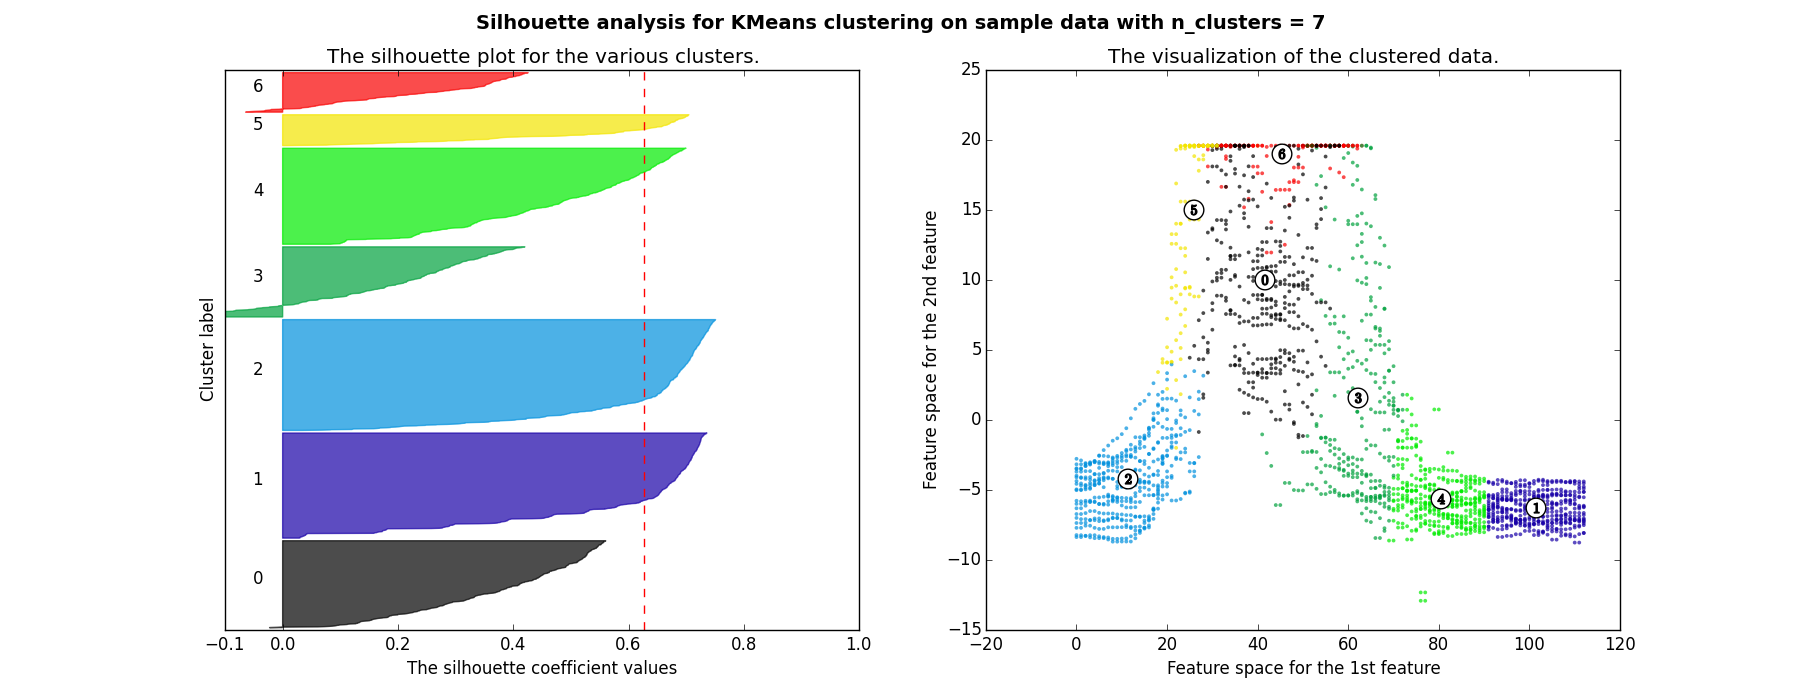 Silhouette analysis for KMeans clustering on sample data with n_clusters = 7
The silhouette plot for the various clusters.
6
5
4
3
2
1
0
Cluster label
−0.1 0.0 0.2 0.4 0.6 0.8 1.0
The silhouette coefficient values
The visualization of the clustered data.
25
20
15
10
5
0
−5
−10
−15
Feature space for the 2nd feature
6
5
0
3
2
4
1
−20 0 20 40 60 80 100 120
Feature space for the 1st feature